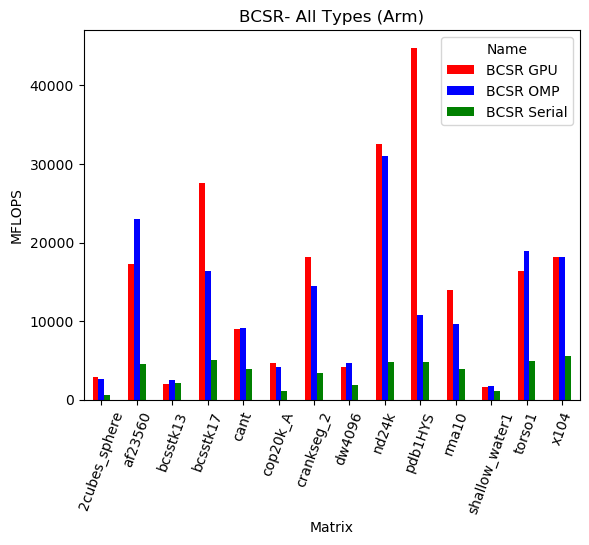 BCSR- All Types (Arm)
Name
BCSR GPU
BCSR OMP
BCSR Serial
MFLOPS
40000
30000
20000
10000
0
2cubes_sphere
af23560
bcsstk13
bcsstk17
cant
cop20k_A
crankseg_2
dw4096
nd24k
pdb1HYS
rma10
shallow_water1
torso1
x104
Matrix